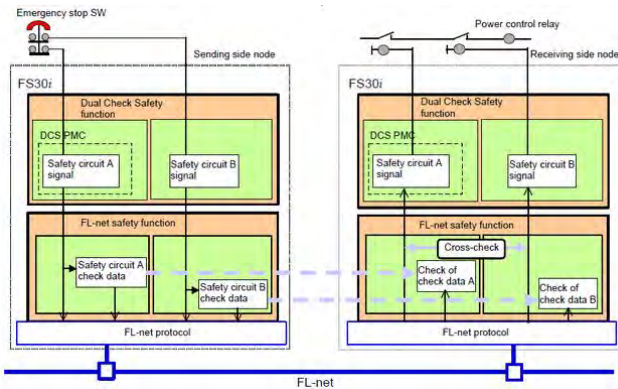 Emergency stop SW
Sending side node
FS30i
Dual Check Safety
function
DCS PMC
Safety circuit A
signal
Safety circuit B
signal
FL-net safety function
Safety circuit A
check data
Safety circuit B
check data
FL-net protocol
Power control relay
Receiving side node
FS30i
Dual Check Safety
function
DCS PMC
Safety circuit A
signal
Safety circuit B
signal
FL-net safety function
Cross-check
Check of
check data A
Check of
check data B
FL-net protocol
FL-net